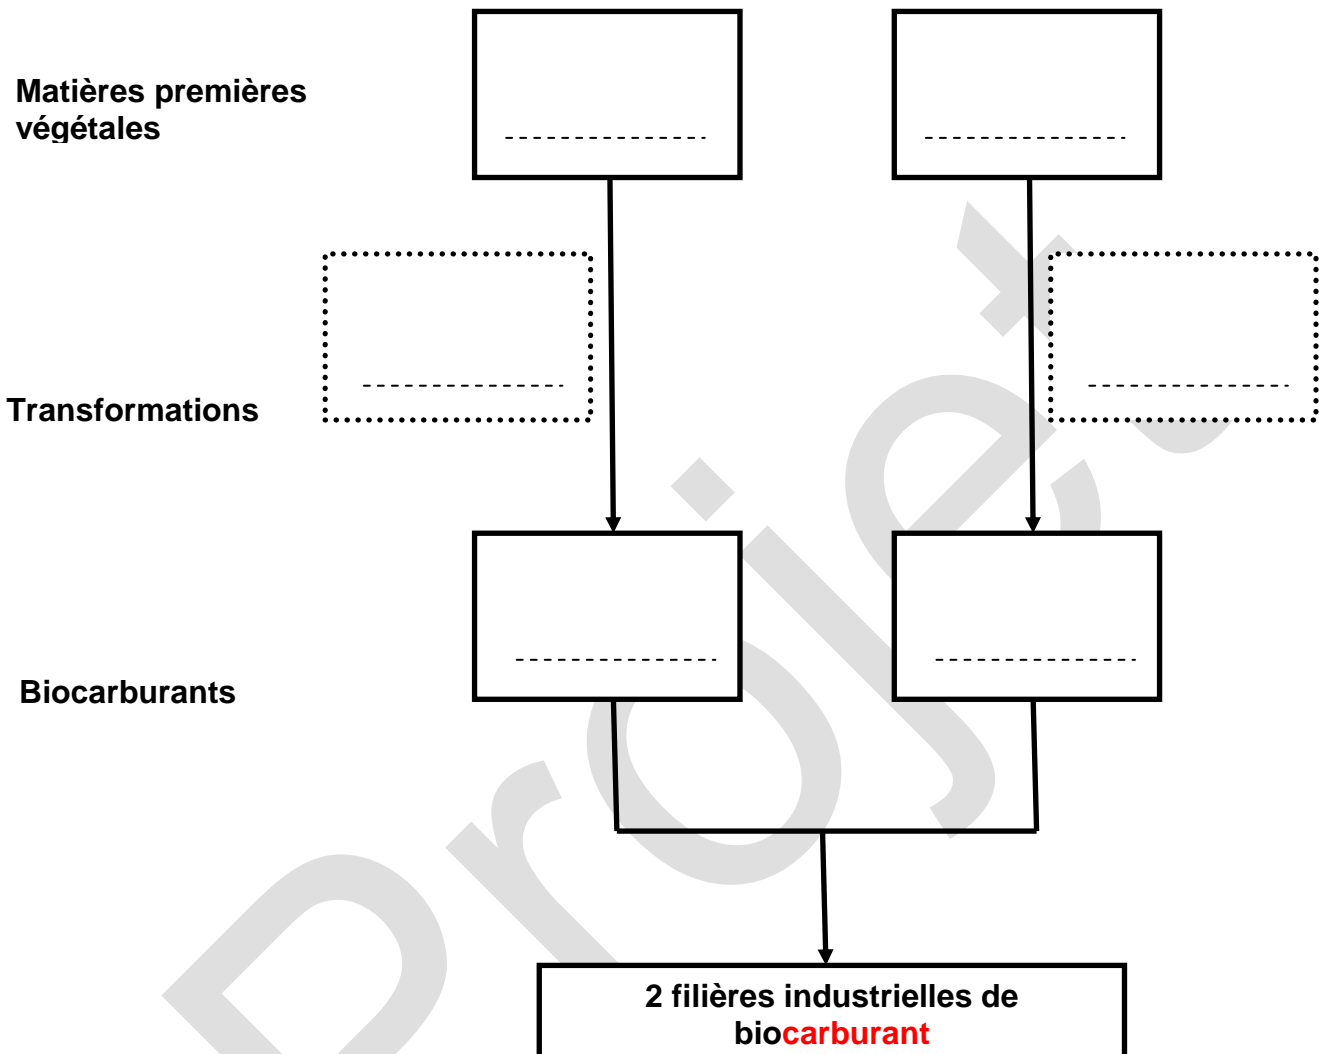 Matières premières
végétales
Transformations
Biocarburants
2 filières industrielles de
biocarburant
Projet